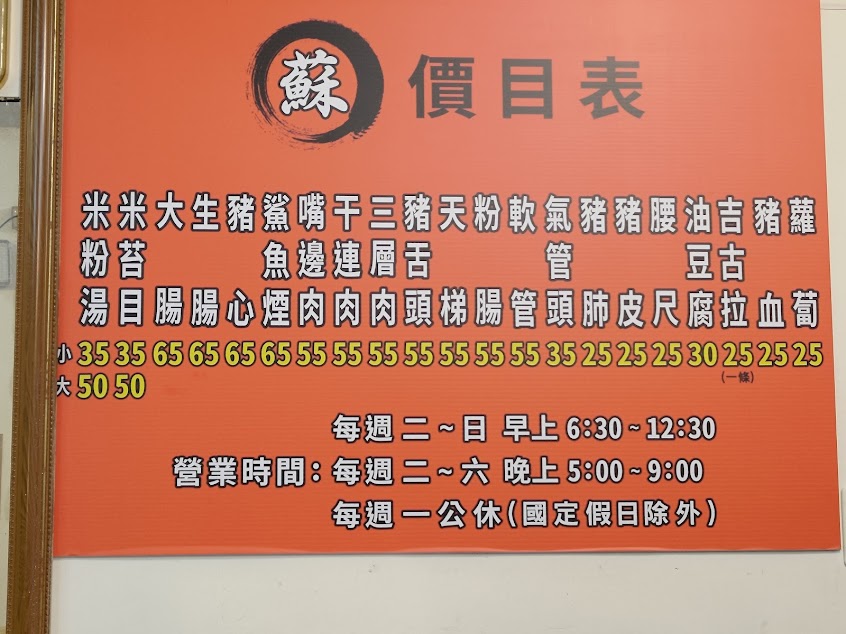 蘇
價目表
米粉湯
米苔目
大腸
生腸
豬心
鯊魚煙
嘴邊肉
干連肉
三層肉
豬舌頭
天梯
粉腸
軟管
氣管頭
豬肺
豬皮
腰尺
油豆腐
吉古拉
豬血
蘿蔔
小 35 35 65 65 65 65 55 55 55 55 55 55 55 35 25 25 25 30 25 25 25
(一條)
大 50 50
每週二~日 早上 6:30 ~ 12:30
營業時間：每週二~六 晚上 5:00 ~ 9:00
每週一公休(國定假日除外)